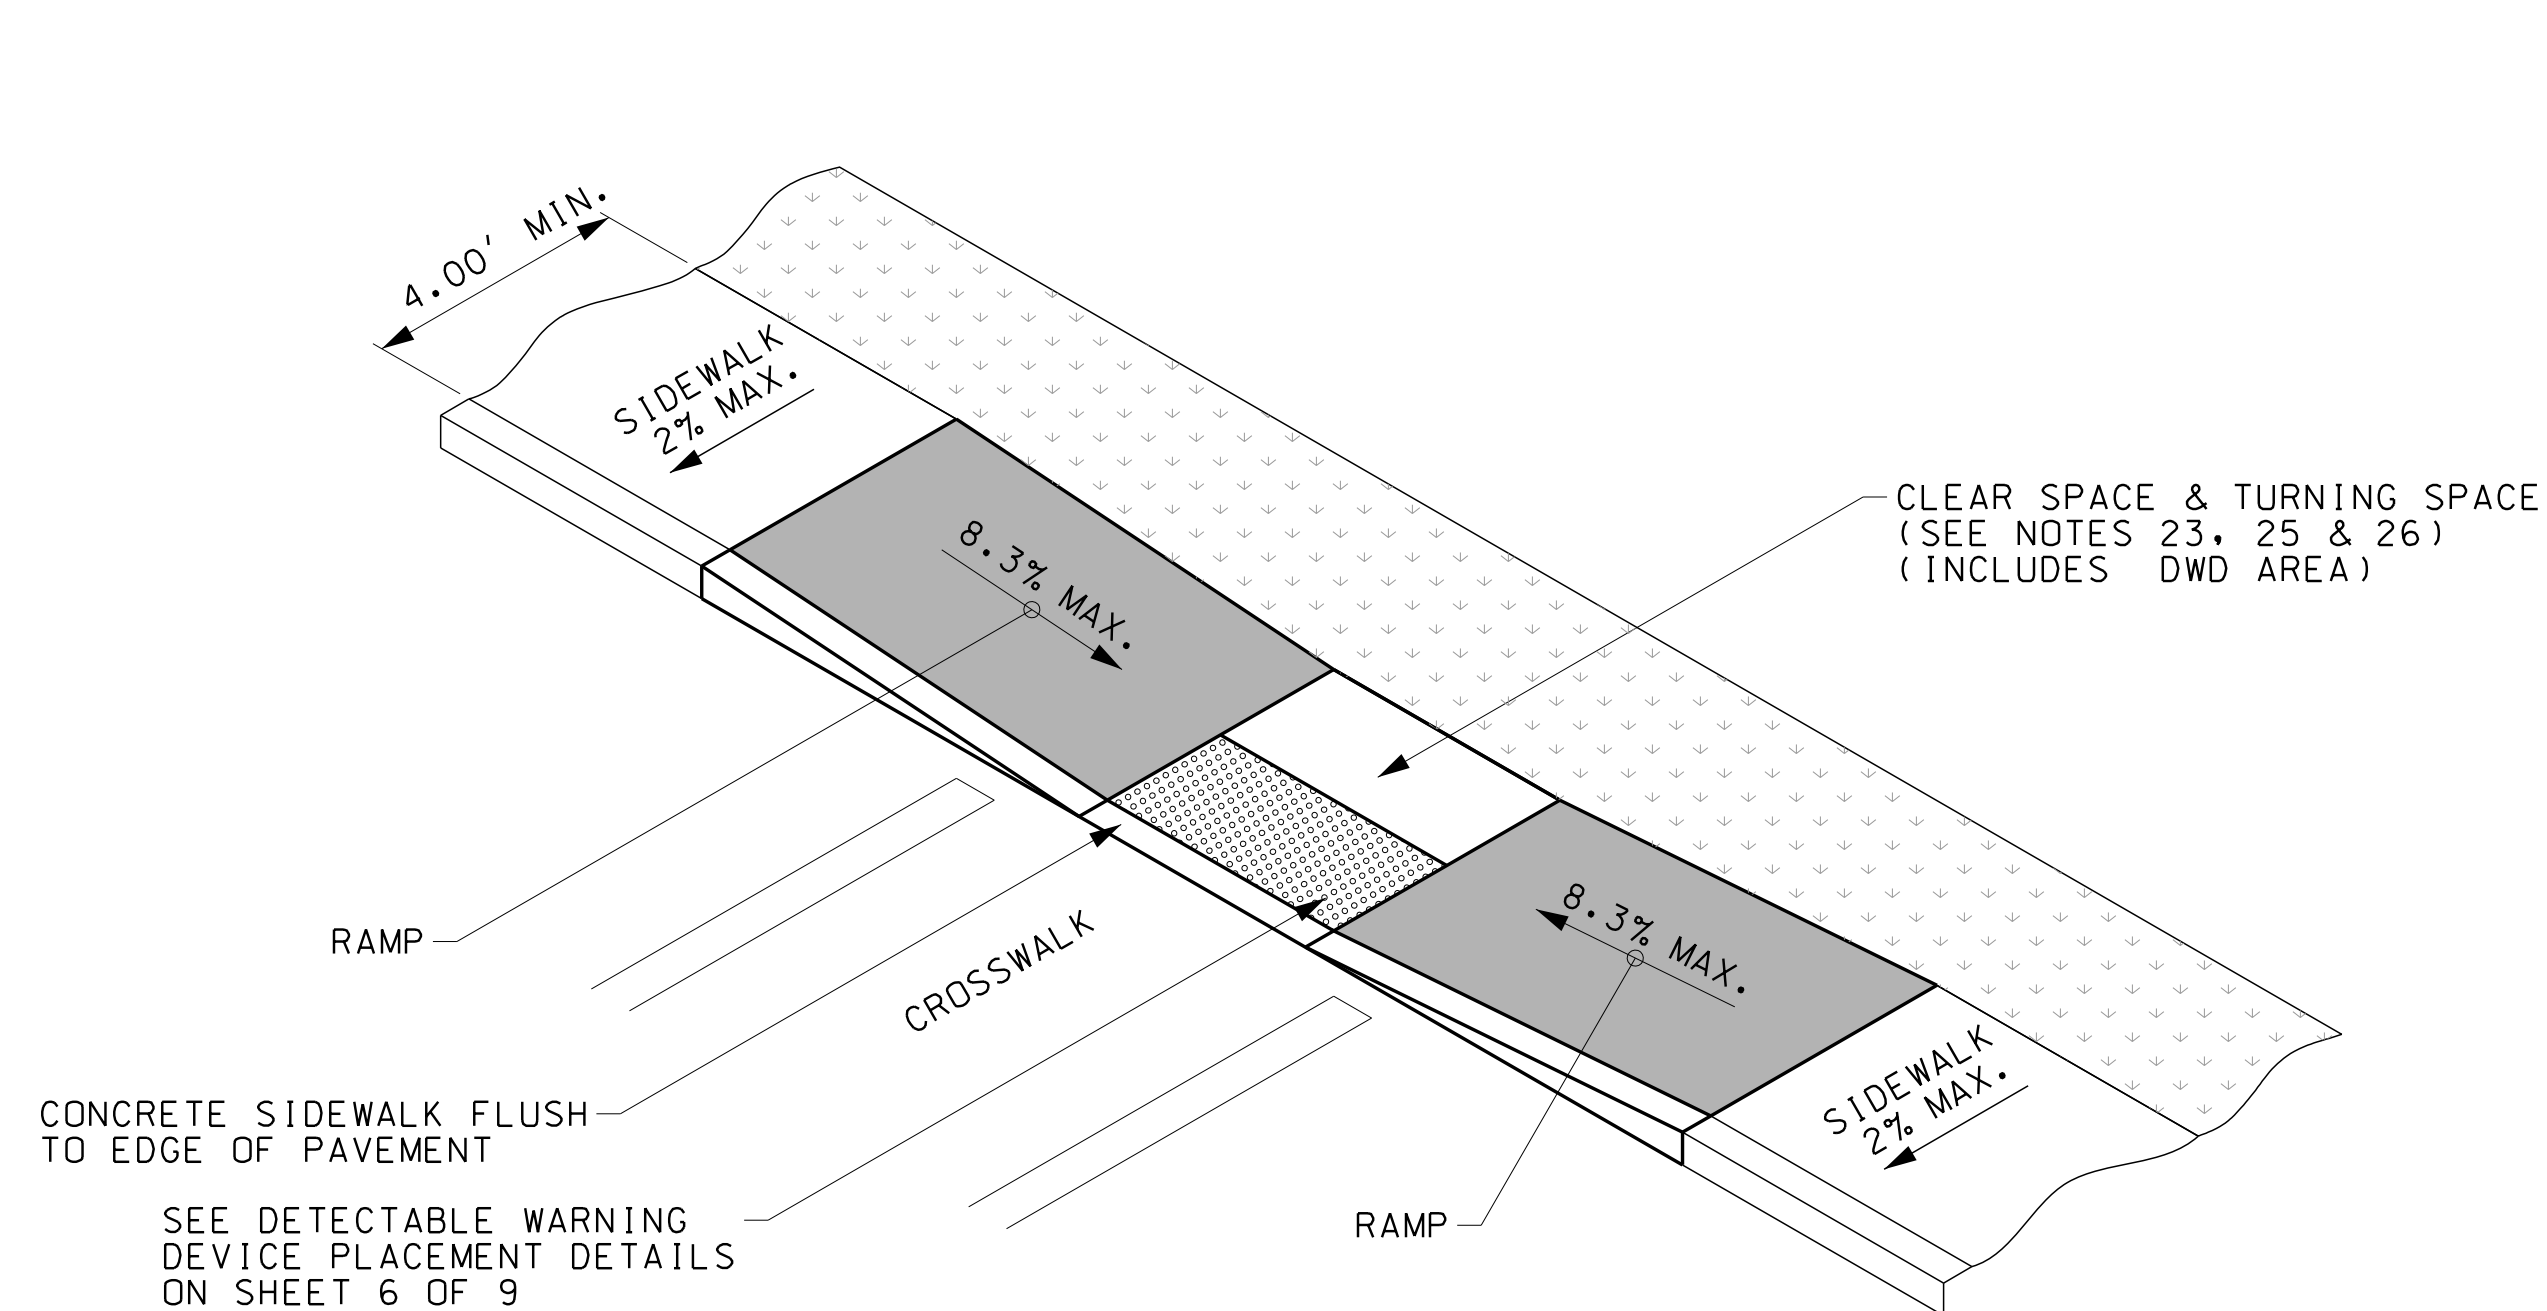 4.00' MIN.
SIDEWALK
2% MAX.
8.3% MAX.
CLEAR SPACE & TURNING SPACE
(SEE NOTES 23, 25 & 26)
(INCLUDES DWD AREA)
RAMP
CROSSWALK
8.3% MAX.
CONCRETE SIDEWALK FLUSH
TO EDGE OF PAVEMENT
SIDEWALK
2% MAX.
SEE DETECTABLE WARNING
DEVICE PLACEMENT DETAILS
ON SHEET 6 OF 9
RAMP